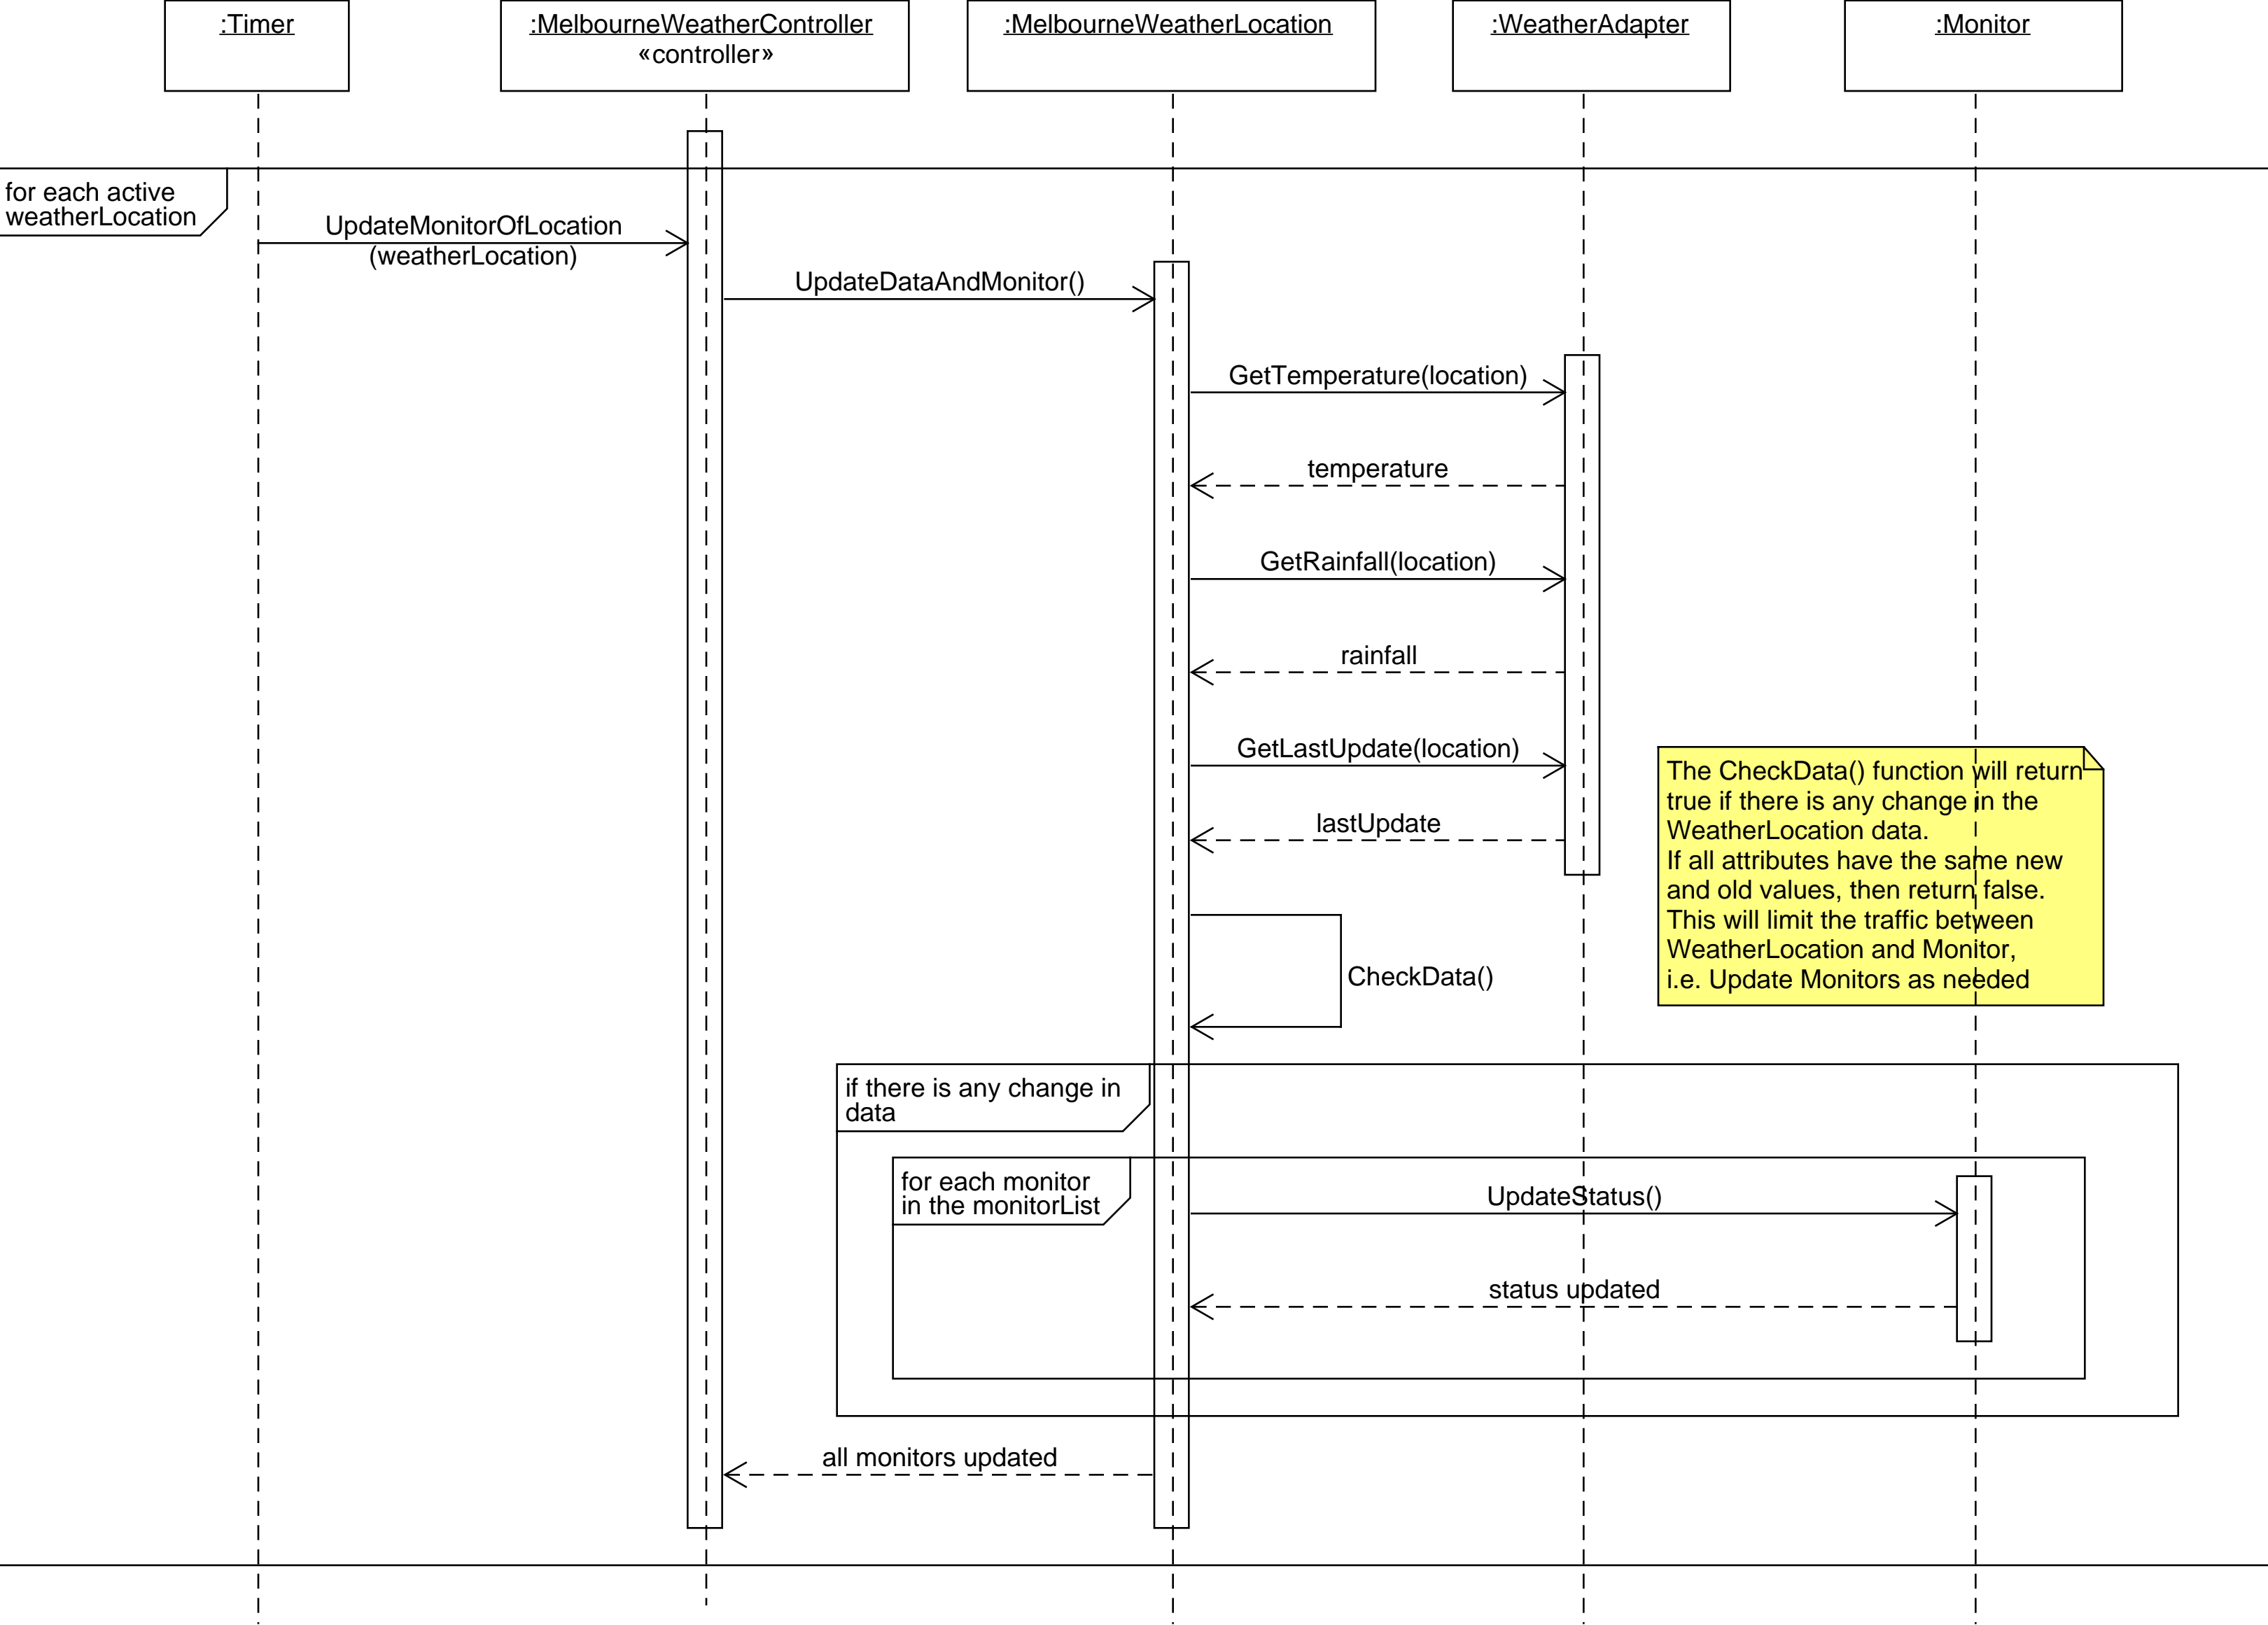 :Timer
:MelbourneWeatherController
«controller»
:MelbourneWeatherLocation
:WeatherAdapter
:Monitor
for each active
weatherLocation
UpdateMonitorOfLocation
(weatherLocation)
UpdateDataAndMonitor()
GetTemperature(location)
temperature
GetRainfall(location)
rainfall
GetLastUpdate(location)
lastUpdate
The CheckData() function will return
true if there is any change in the
WeatherLocation data.
If all attributes have the same new
and old values, then return false.
This will limit the traffic between
WeatherLocation and Monitor,
i.e. Update Monitors as needed
CheckData()
if there is any change in
data
for each monitor
in the monitorList
UpdateStatus()
status updated
all monitors updated